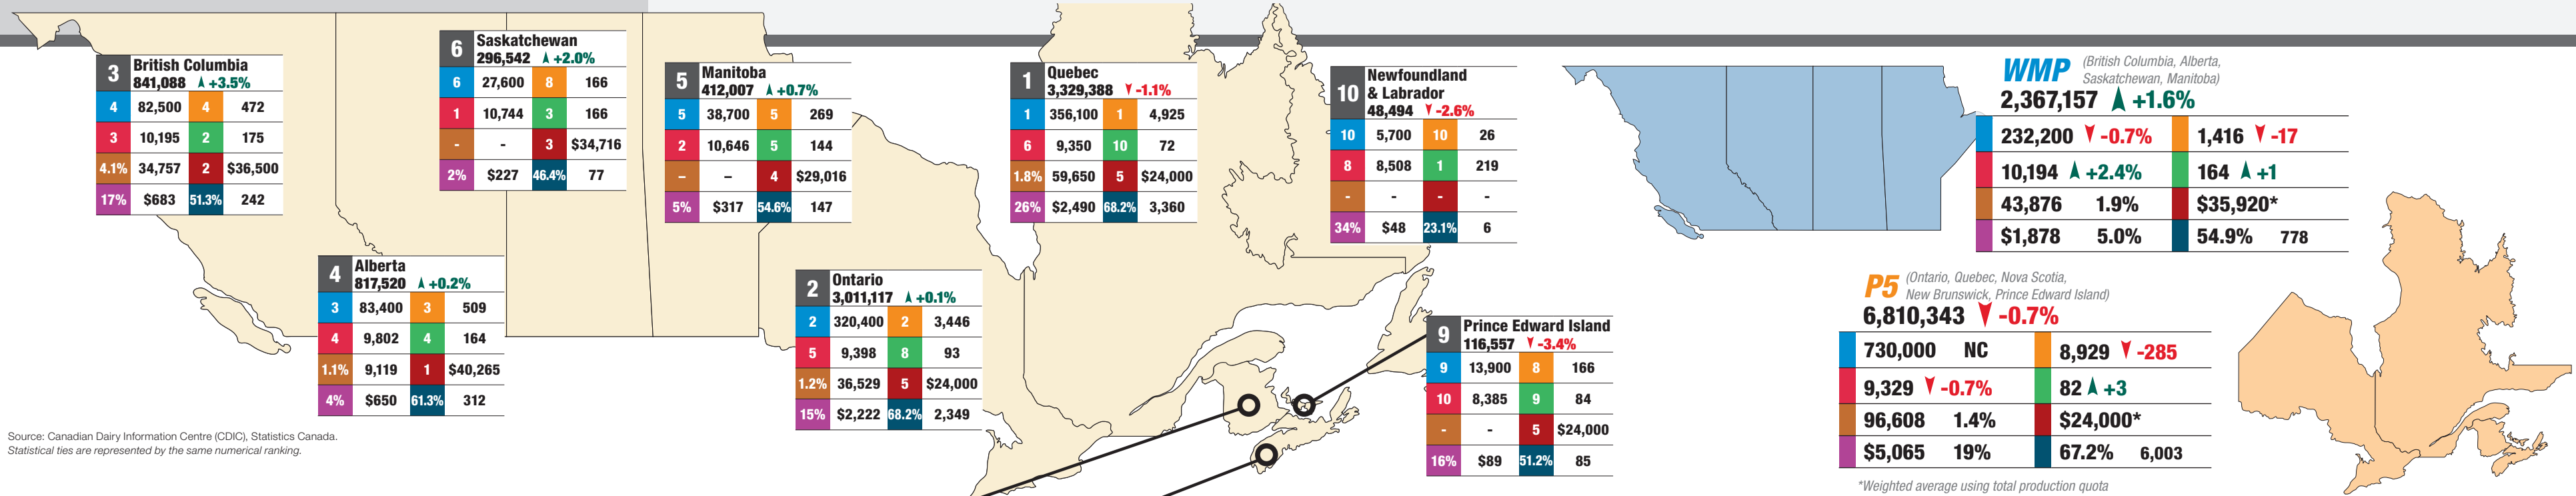 3 British Columbia
841,088 ▲ +3.5%
4 82,500 4 472
3 10,195 2 175
4.1% 34,757 2 $36,500
17% $683 51.3% 242
6 Saskatchewan
296,542 ▲ +2.0%
6 27,600 8 166
1 10,744 3 166
- - 3 $34,716
2% $227 46.4% 77
5 Manitoba
412,007 ▲ +0.7%
5 38,700 5 269
2 10,646 5 144
– – 4 $29,016
5% $317 54.6% 147
1 Quebec
3,329,388 ▼ -1.1%
1 356,100 1 4,925
6 9,350 10 72
1.8% 59,650 5 $24,000
26% $2,490 68.2% 3,360
10 Newfoundland
& Labrador
48,494 ▼ -2.6%
10 5,700 10 26
8 8,508 1 219
- - - -
34% $48 23.1% 6
4 Alberta
817,520 ▲ +0.2%
3 83,400 3 509
4 9,802 4 164
1.1% 9,119 1 $40,265
4% $650 61.3% 312
2 Ontario
3,011,117 ▲ +0.1%
2 320,400 2 3,446
5 9,398 8 93
1.2% 36,529 5 $24,000
15% $2,222 68.2% 2,349
9 Prince Edward Island
116,557 ▼ -3.4%
9 13,900 8 166
10 8,385 9 84
- - 5 $24,000
16% $89 51.2% 85
WMP (British Columbia, Alberta,
Saskatchewan, Manitoba)
2,367,157 ▲ +1.6%
232,200 ▼ -0.7% 1,416 ▼ -17
10,194 ▲ +2.4% 164 ▲ +1
43,876 1.9% $35,920*
$1,878 5.0% 54.9% 778
P5 (Ontario, Quebec, Nova Scotia,
New Brunswick, Prince Edward Island)
6,810,343 ▼ -0.7%
730,000 NC 8,929 ▼ -285
9,329 ▼ -0.7% 82 ▲ +3
96,608 1.4% $24,000*
$5,065 19% 67.2% 6,003
*Weighted average using total production quota
Source: Canadian Dairy Information Centre (CDIC), Statistics Canada.
Statistical ties are represented by the same numerical ranking.